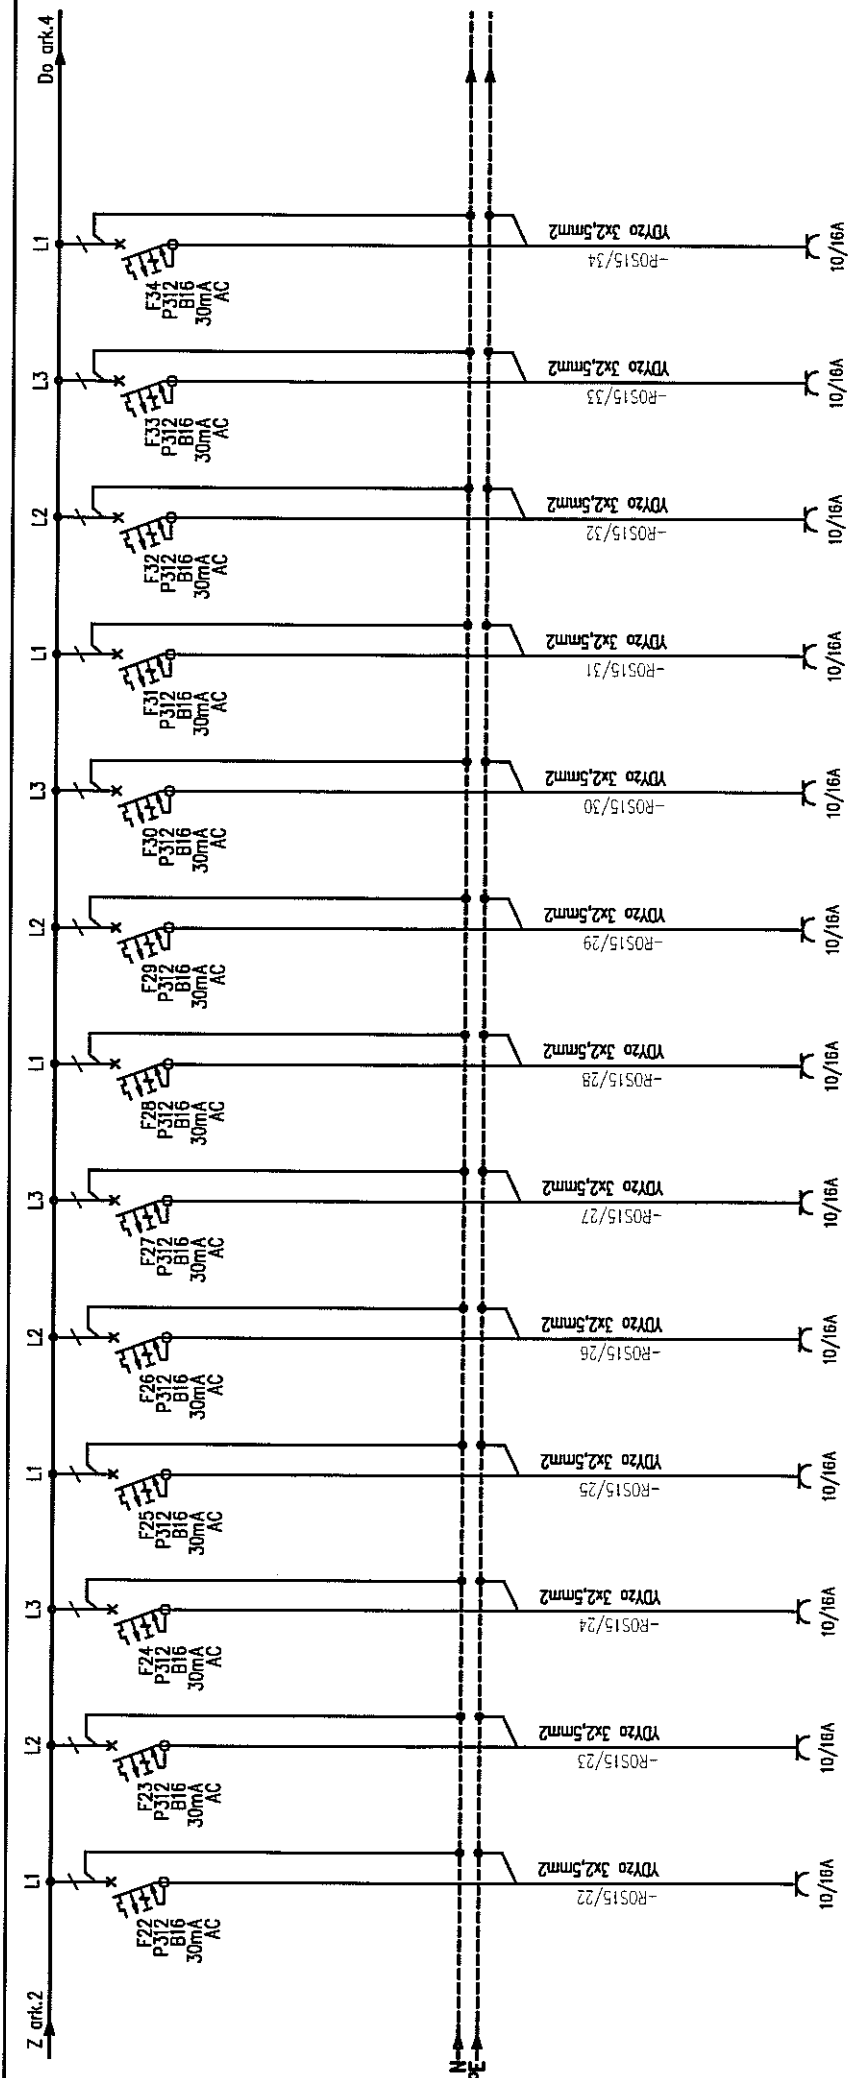 Z ark.2
Do ark.4
N
PE
L1
F22
P312
B16
30mA
AC
-ROS15/22
YDYżo 3x2,5mm2
10/16A
L2
F23
P312
B16
30mA
AC
-ROS15/23
YDYżo 3x2,5mm2
10/16A
L3
F24
P312
B16
30mA
AC
-ROS15/24
YDYżo 3x2,5mm2
10/16A
L1
F25
P312
B16
30mA
AC
-ROS15/25
YDYżo 3x2,5mm2
10/16A
L2
F26
P312
B16
30mA
AC
-ROS15/26
YDYżo 3x2,5mm2
10/16A
L3
F27
P312
B16
30mA
AC
-ROS15/27
YDYżo 3x2,5mm2
10/16A
L1
F28
P312
B16
30mA
AC
-ROS15/28
YDYżo 3x2,5mm2
10/16A
L2
F29
P312
B16
30mA
AC
-ROS15/29
YDYżo 3x2,5mm2
10/16A
L3
F30
P312
B16
30mA
AC
-ROS15/30
YDYżo 3x2,5mm2
10/16A
L1
F31
P312
B16
30mA
AC
-ROS15/31
YDYżo 3x2,5mm2
10/16A
L2
F32
P312
B16
30mA
AC
-ROS15/32
YDYżo 3x2,5mm2
10/16A
L3
F33
P312
B16
30mA
AC
-ROS15/33
YDYżo 3x2,5mm2
10/16A
L1
F34
P312
B16
30mA
AC
-ROS15/34
YDYżo 3x2,5mm2
10/16A